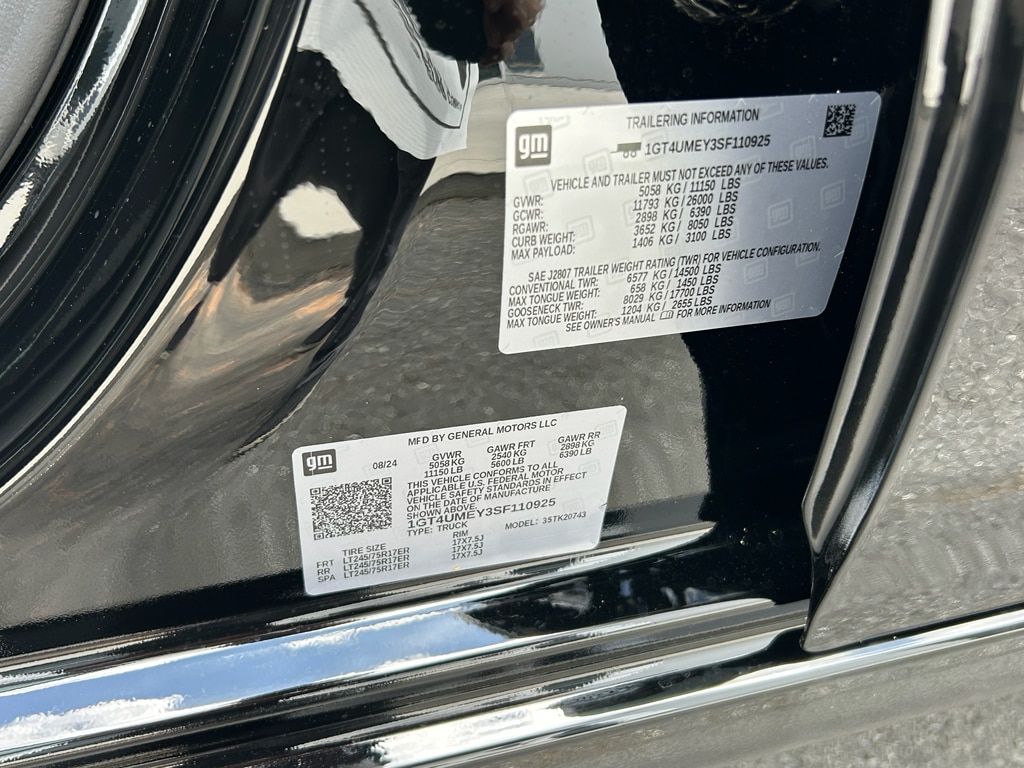 gm
TRAILERING INFORMATION
1GT4UMEY3SF110925
VEHICLE AND TRAILER MUST NOT EXCEED ANY OF THESE VALUES.
GVWR: 5058 KG/ 11150 LBS
GCWR: 11793 KG/ 26000 LBS
RGAWR: 2898 KG/ 6390 LBS
CURB WEIGHT: 3652 KG/ 8050 LBS
MAX PAYLOAD: 1406 KG/ 3100 LBS
SAE J2807 TRAILER WEIGHT RATING (TWR) FOR VEHICLE CONFIGURATION.
CONVENTIONAL TWR: 6577 KG/ 14500 LBS
MAX TONGUE WEIGHT: 658 KG/ 1450 LBS
GOOSENECK TWR: 8029 KG/ 17700 LBS
MAX TONGUE WEIGHT: 1204 KG/ 2655 LBS
SEE OWNER'S MANUAL FOR MORE INFORMATION
gm
MFD BY GENERAL MOTORS LLC
08/24 GVWR GAWR FRT GAWR RR
5058 KG 2540 KG 2898 KG
11150 LB 5600 LB 6390 LB
THIS VEHICLE CONFORMS TO ALL
APPLICABLE U.S. FEDERAL MOTOR
VEHICLE SAFETY STANDARDS IN EFFECT
ON THE DATE OF MANUFACTURE
SHOWN ABOVE.
1GT4UMEY3SF110925
TYPE: TRUCK MODEL: 35TK20743
TIRE SIZE RIM
FRT LT245/75R17ER 17X7.5J
RR LT245/75R17ER 17X7.5J
SPA LT245/75R17ER 17X7.5J